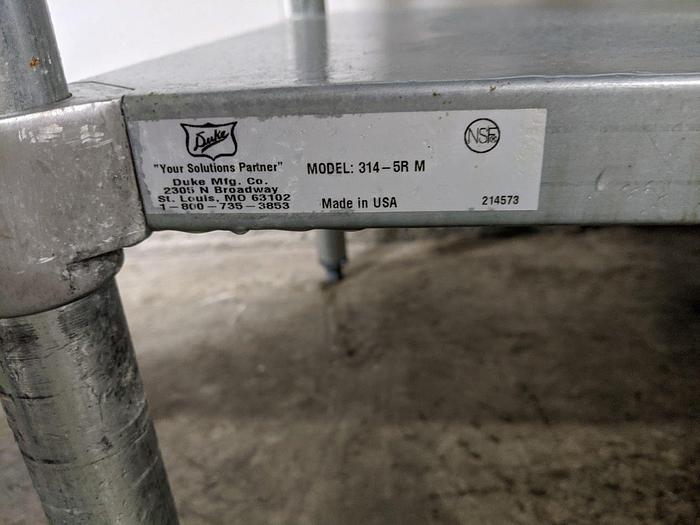 Duke
"Your Solutions Partner"
Duke Mfg. Co.
2305 N Broadway
St. Louis, MO 63102
1-800-735-3853
MODEL: 314-5R M
Made in USA
NSF
214573